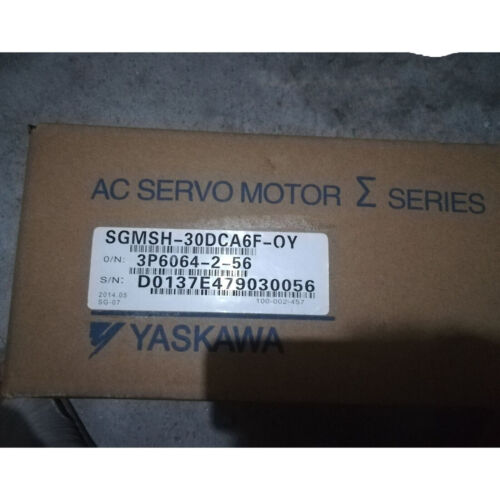 AC SERVO MOTOR Σ SERIES
SGMSH-30DCA6F-OY
O/N: 3P6064-2-56
S/N: D0137E479030056
2014.05
SG-07 100-002-457
YASKAWA